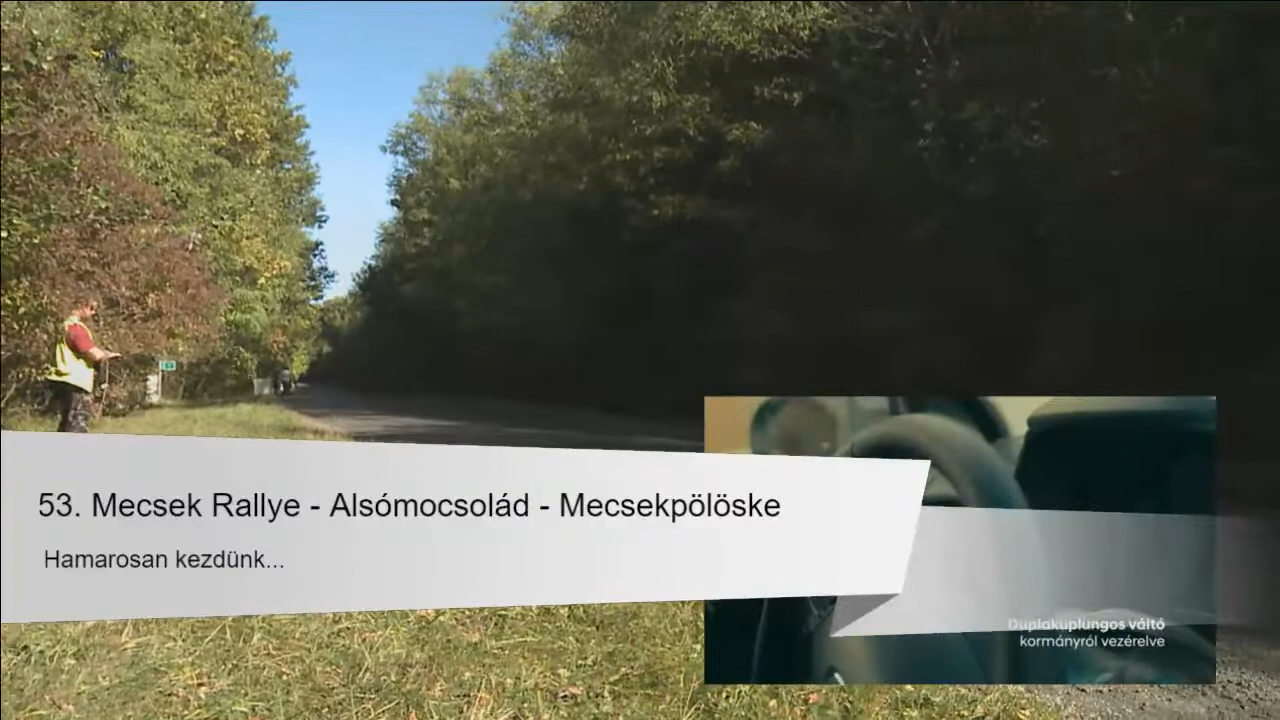 53. Mecsek Rallye - Alsómocsolád - Mecsekpölöske
Hamarosan kezdünk...
Duplakuplungos váltó
kormányról vezérelve